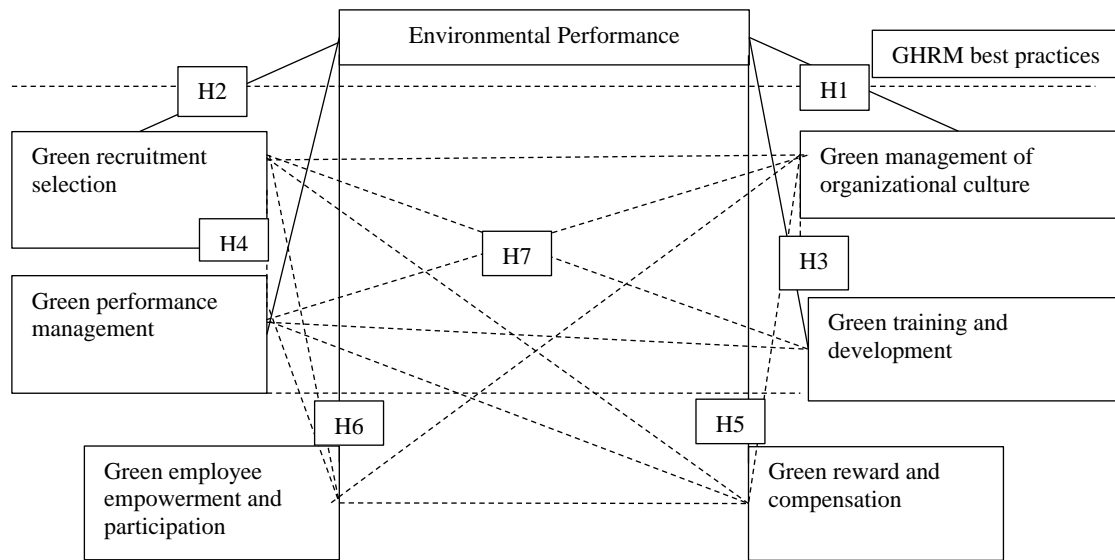 Environmental Performance
GHRM best practices
H2
H1
Green recruitment
selection
Green management of
organizational culture
H4
H7
H3
Green performance
management
Green training and
development
H6
H5
Green employee
empowerment and
participation
Green reward and
compensation